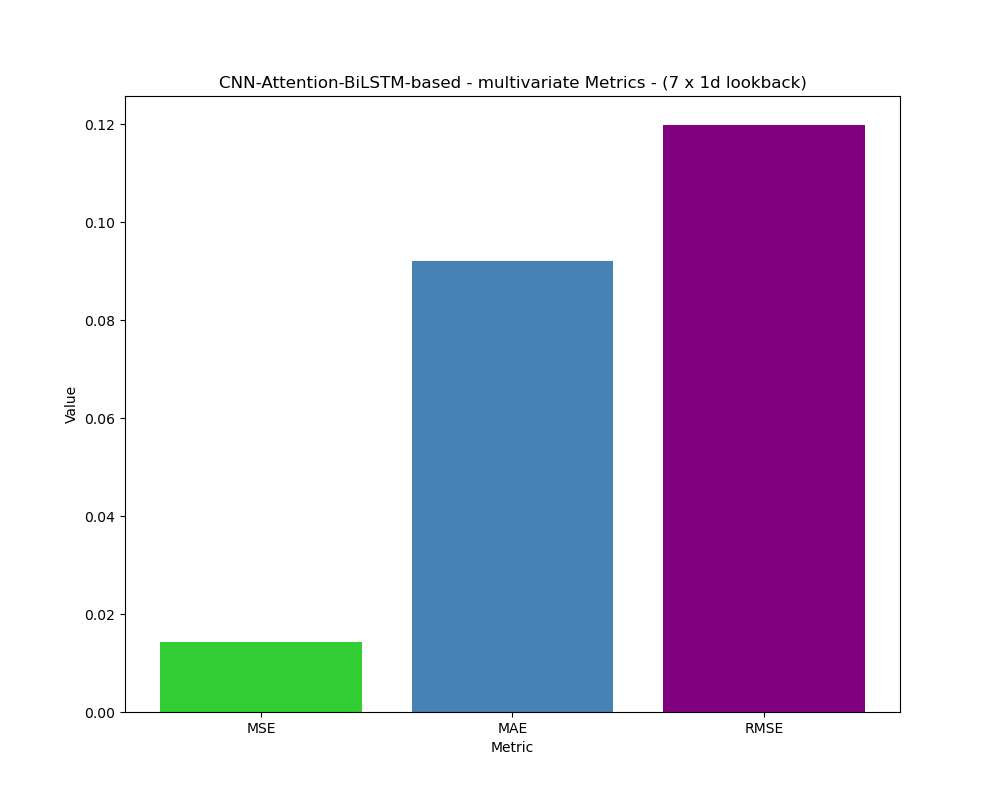 CNN-Attention-BiLSTM-based - multivariate Metrics - (7 x 1d lookback)
0.12
0.10
0.08
0.06
0.04
0.02
0.00
Value
MSE MAE RMSE
Metric